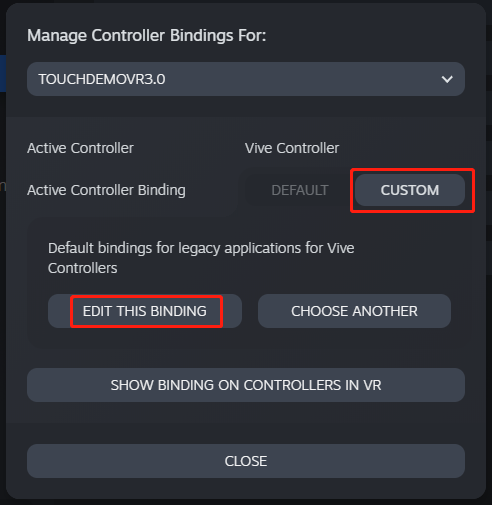 Manage Controller Bindings For:
TOUCHDEMOVR3.0
Active Controller Vive Controller
Active Controller Binding DEFAULT CUSTOM
Default bindings for legacy applications for Vive
Controllers
EDIT THIS BINDING CHOOSE ANOTHER
SHOW BINDING ON CONTROLLERS IN VR
CLOSE